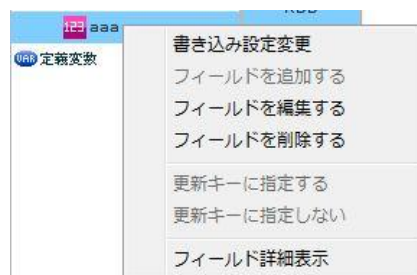 123 aaa
VAR 定義変数
書き込み設定変更
フィールドを追加する
フィールドを編集する
フィールドを削除する
更新キーに指定する
更新キーに指定しない
フィールド詳細表示